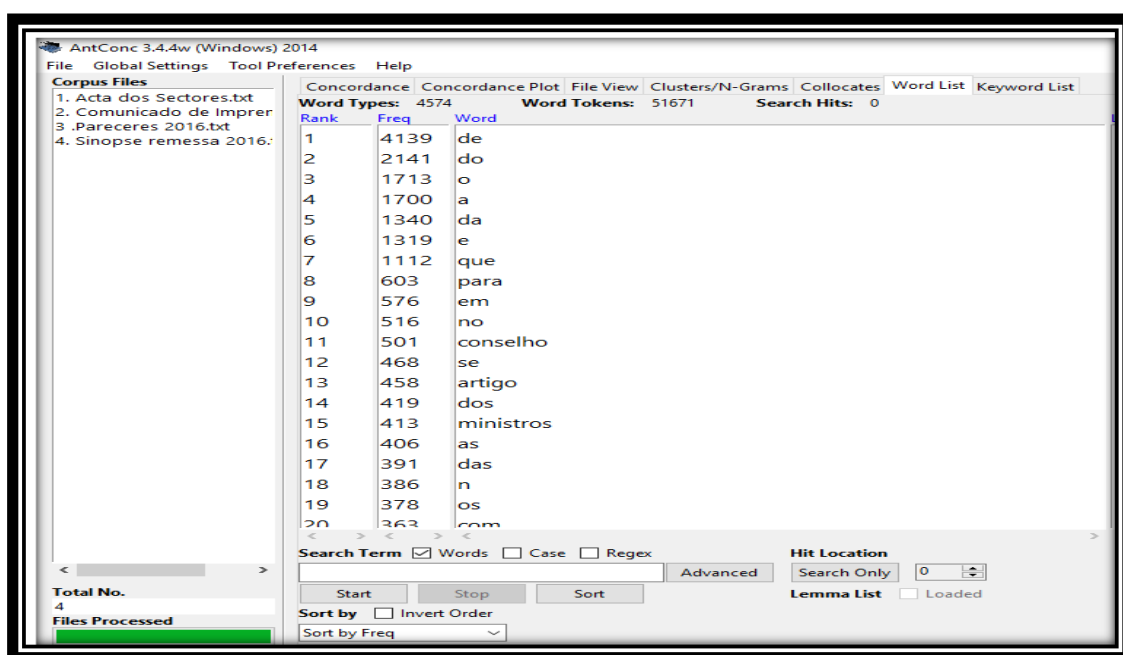 AntConc 3.4.4w (Windows) 2014
File Global Settings Tool Preferences Help
Corpus Files
1. Acta dos Sectores.txt
2. Comunicado de Imprer
3 .Pareceres 2016.txt
4. Sinopse remessa 2016.
Concordance Concordance Plot File View Clusters/N-Grams Collocates Word List Keyword List
Word Types: 4574 Word Tokens: 51671 Search Hits: 0
Rank Freq Word
1 4139 de
2 2141 do
3 1713 o
4 1700 a
5 1340 da
6 1319 e
7 1112 que
8 603 para
9 576 em
10 516 no
11 501 conselho
12 468 se
13 458 artigo
14 419 dos
15 413 ministros
16 406 as
17 391 das
18 386 n
19 378 os
20 363 com
Search Term Words Case Regex Hit Location
Advanced Search Only 0
Total No.
4
Start Stop Sort Lemma List Loaded
Files Processed
Sort by Invert Order
Sort by Freq